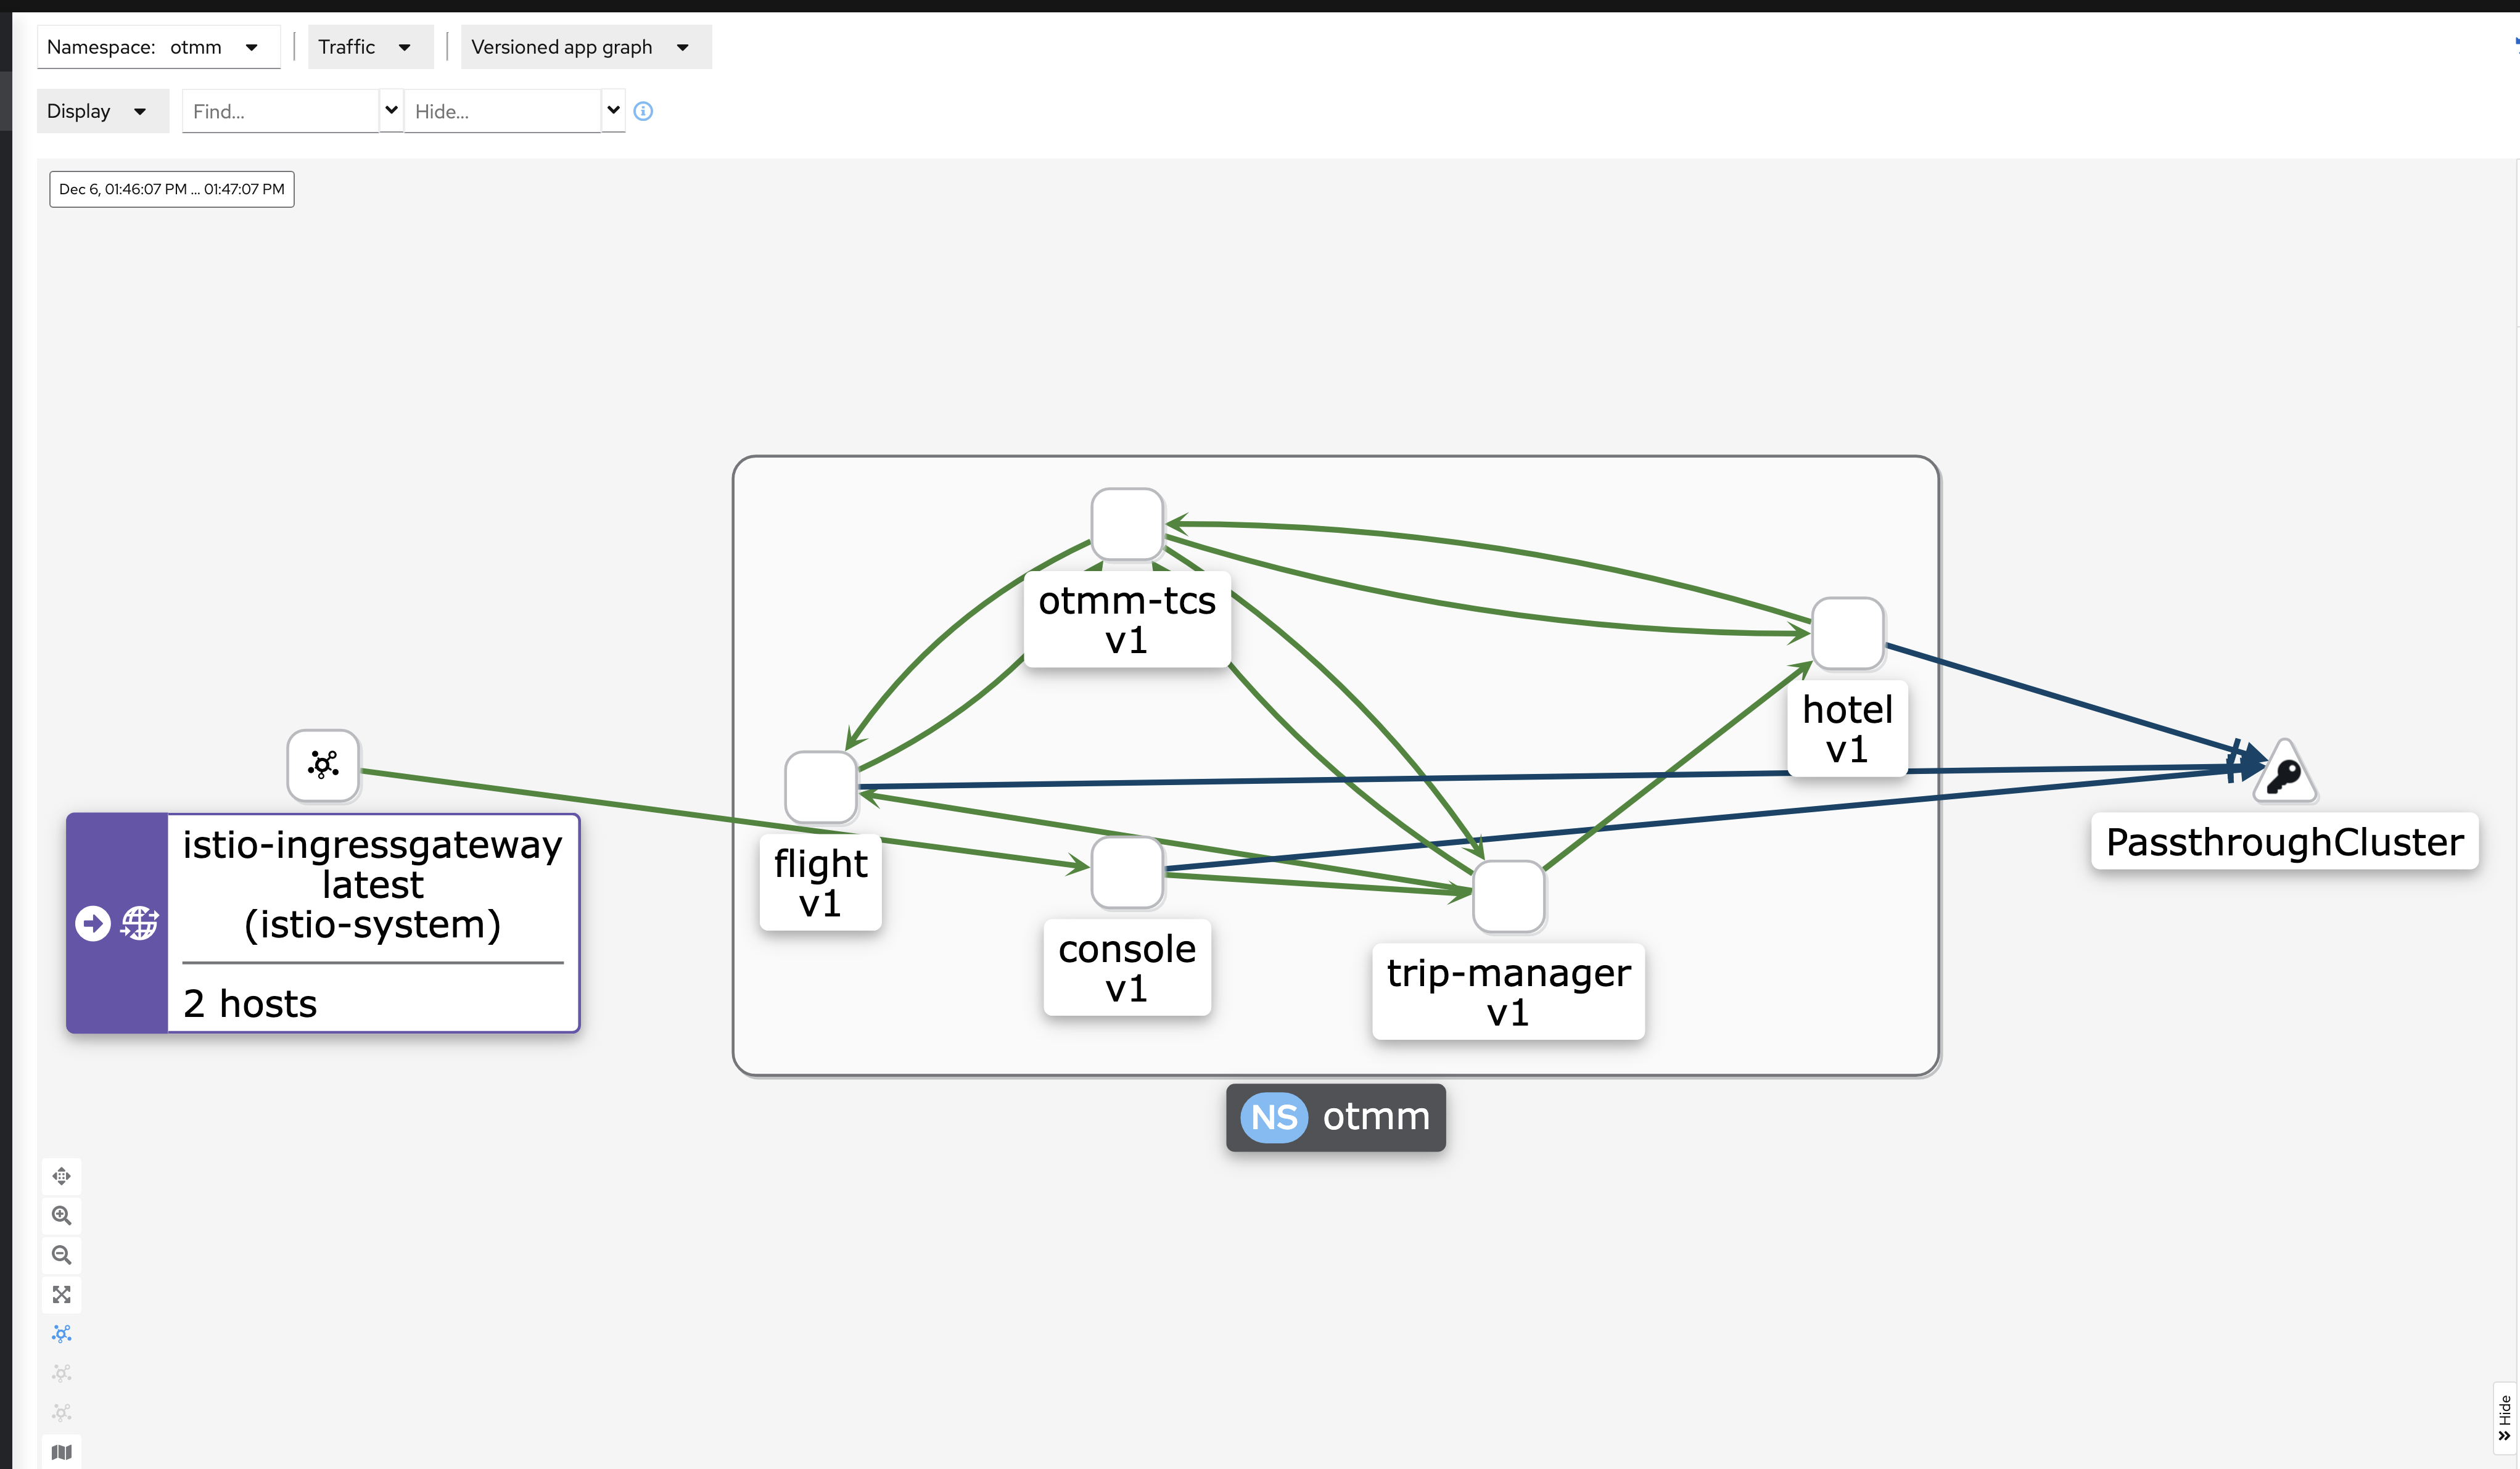 Namespace: otmm
Traffic
Versioned app graph
Display
Find...
Hide...
Dec 6, 01:46:07 PM ... 01:47:07 PM
otmm-tcs
v1
hotel
v1
istio-ingressgateway
latest
(istio-system)
2 hosts
flight
v1
console
v1
trip-manager
v1
PassthroughCluster
NS otmm
Hide